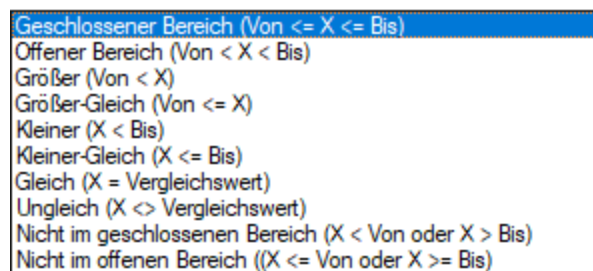 Geschlossener Bereich (Von <= X <= Bis)
Offener Bereich (Von < X < Bis)
Größer (Von < X)
Größer-Gleich (Von <= X)
Kleiner (X < Bis)
Kleiner-Gleich (X <= Bis)
Gleich (X = Vergleichswert)
Ungleich (X <> Vergleichswert)
Nicht im geschlossenen Bereich (X < Von oder X > Bis)
Nicht im offenen Bereich ((X <= Von oder X >= Bis)